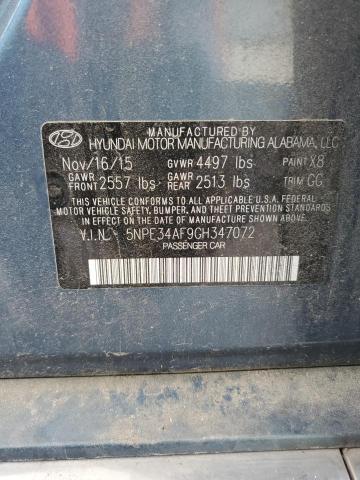 MANUFACTURED BY
HYUNDAI MOTOR MANUFACTURING ALABAMA, LLC
Nov/16/15 GVWR 4497 lbs PAINT X8
GAWR FRONT 2557 lbs GAWR REAR 2513 lbs TRIM GG
THIS VEHICLE CONFORMS TO ALL APPLICABLE U.S.A. FEDERAL
MOTOR VEHICLE SAFETY, BUMPER, AND THEFT PREVENTION STANDARDS
IN EFFECT ON THE DATE OF MANUFACTURE SHOWN ABOVE.
V.I.N. 5NPE34AF9GH347072
PASSENGER CAR